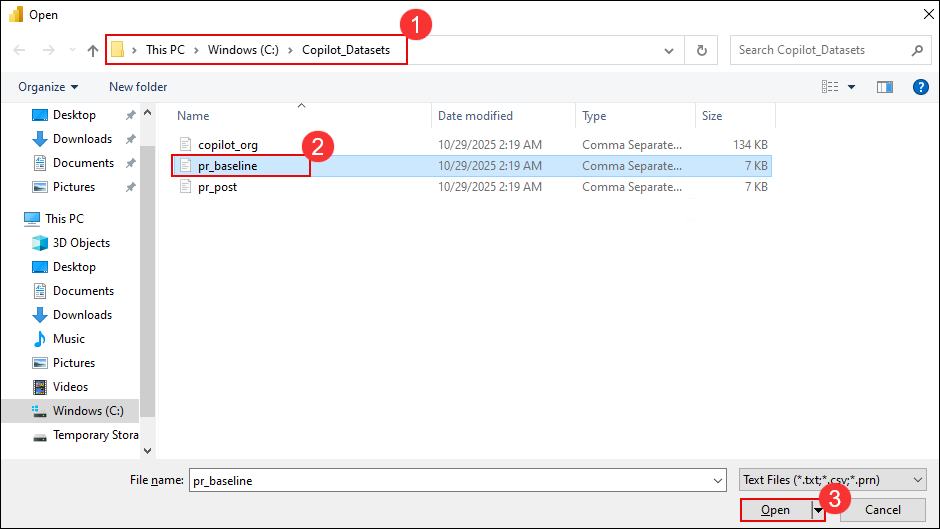 Open
1
This PC Windows (C:) Copilot_Datasets
Search Copilot_Datasets
Organize New folder
?
Name Date modified Type Size
copilot_org 10/29/2025 2:19 AM Comma Separate... 134 KB
2
pr_baseline 10/29/2025 2:19 AM Comma Separate... 7 KB
pr_post 10/29/2025 2:19 AM Comma Separate... 7 KB
Desktop
Downloads
Documents
Pictures
This PC
3D Objects
Desktop
Documents
Downloads
Music
Pictures
Videos
Windows (C:)
Temporary Stora
File name: pr_baseline
Text Files (*.txt;*.csv;*.prn)
3
Open Cancel